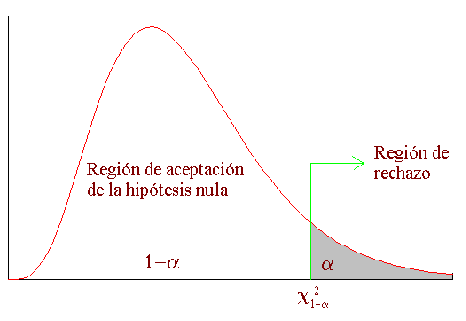 Región de aceptación
de la hipótesis nula
Región de
rechazo
1−α
α
χ²₁₋α